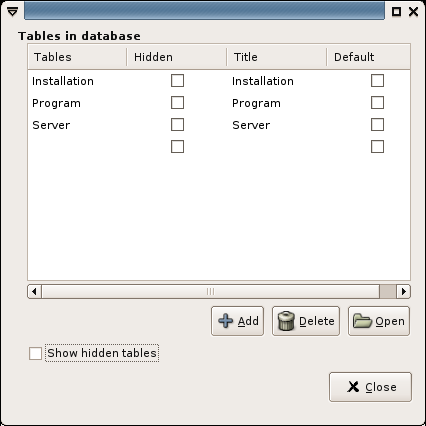 Tables in database
Tables Hidden Title Default
Installation Installation
Program Program
Server Server
Add Delete Open
Show hidden tables
Close